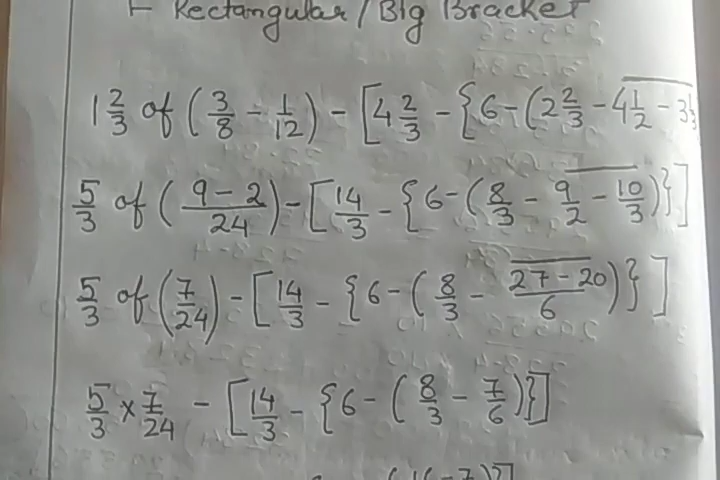 Rectangular / Big Bracket
1 2/3 of (3/8 - 1/12) - [4 2/3 - {6 - (2 2/3 - 4 1/2 - 3 1/3
5/3 of (9 - 2/24) - [14/3 - {6 - (8/3 - 9/2 - 10/3)}]
5/3 of (7/24) - [14/3 - {6 - (8/3 - 27 - 20/6)}]
5/3 × 7/24 - [14/3 - {6 - (8/3 - 7/6)}]